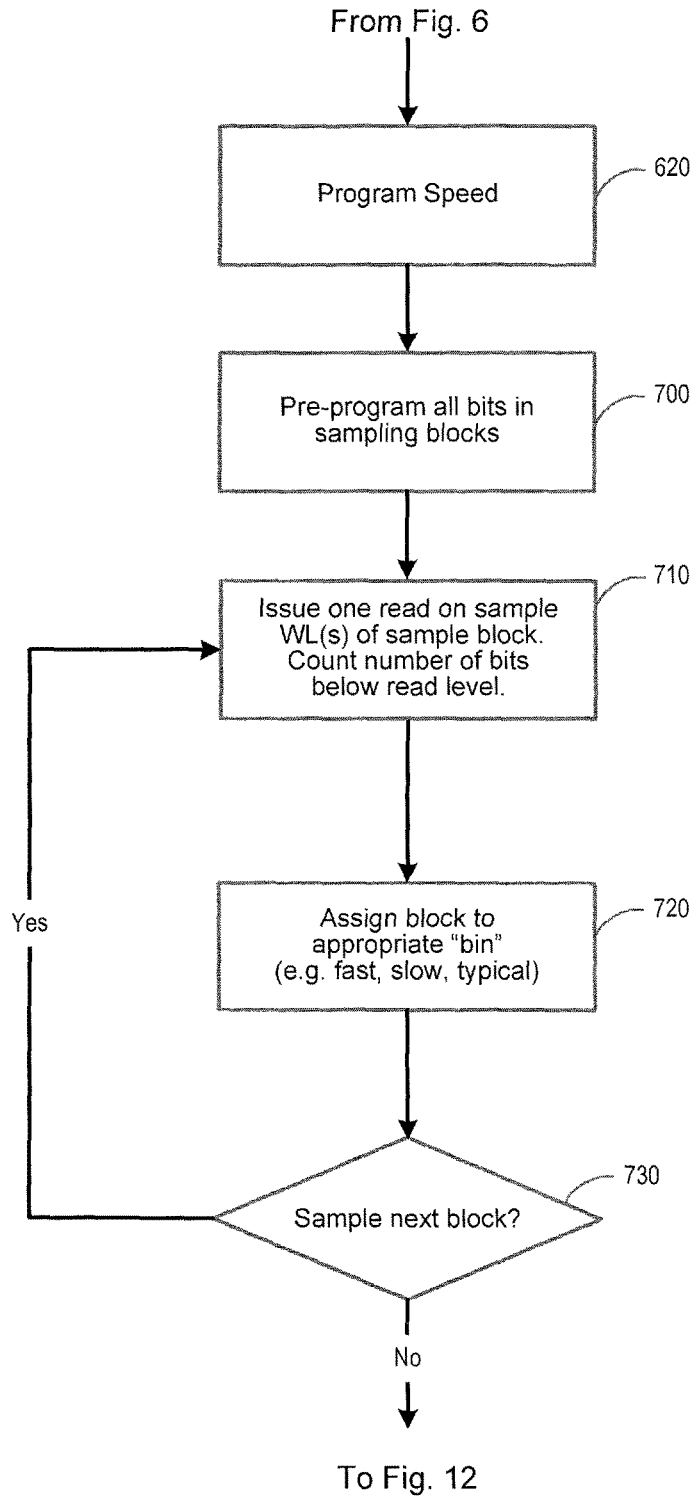 From Fig. 6
Program Speed
620
Pre-program all bits in
sampling blocks
700
Issue one read on sample
WL(s) of sample block.
Count number of bits
below read level.
710
Assign block to
appropriate “bin”
(e.g. fast, slow, typical)
720
Yes
Sample next block?
730
No
To Fig. 12